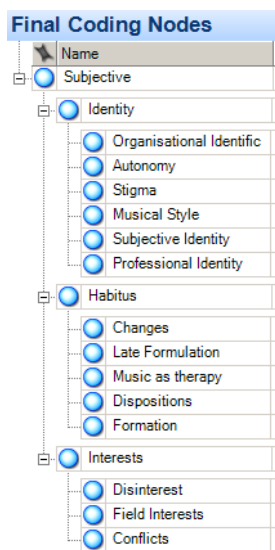 Final Coding Nodes
Name
Subjective
Identity
Organisational Identific
Autonomy
Stigma
Musical Style
Subjective Identity
Professional Identity
Habitus
Changes
Late Formulation
Music as therapy
Dispositions
Formation
Interests
Disinterest
Field Interests
Conflicts